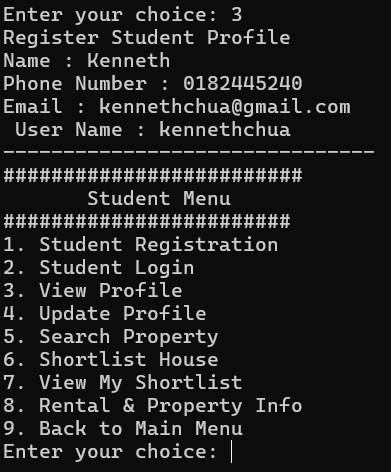 Enter your choice: 3
Register Student Profile
Name : Kenneth
Phone Number : 0182445240
Email : kennethchua@gmail.com
 User Name : kennethchua
-------------------------------
#########################
       Student Menu
########################
1. Student Registration
2. Student Login
3. View Profile
4. Update Profile
5. Search Property
6. Shortlist House
7. View My Shortlist
8. Rental & Property Info
9. Back to Main Menu
Enter your choice: